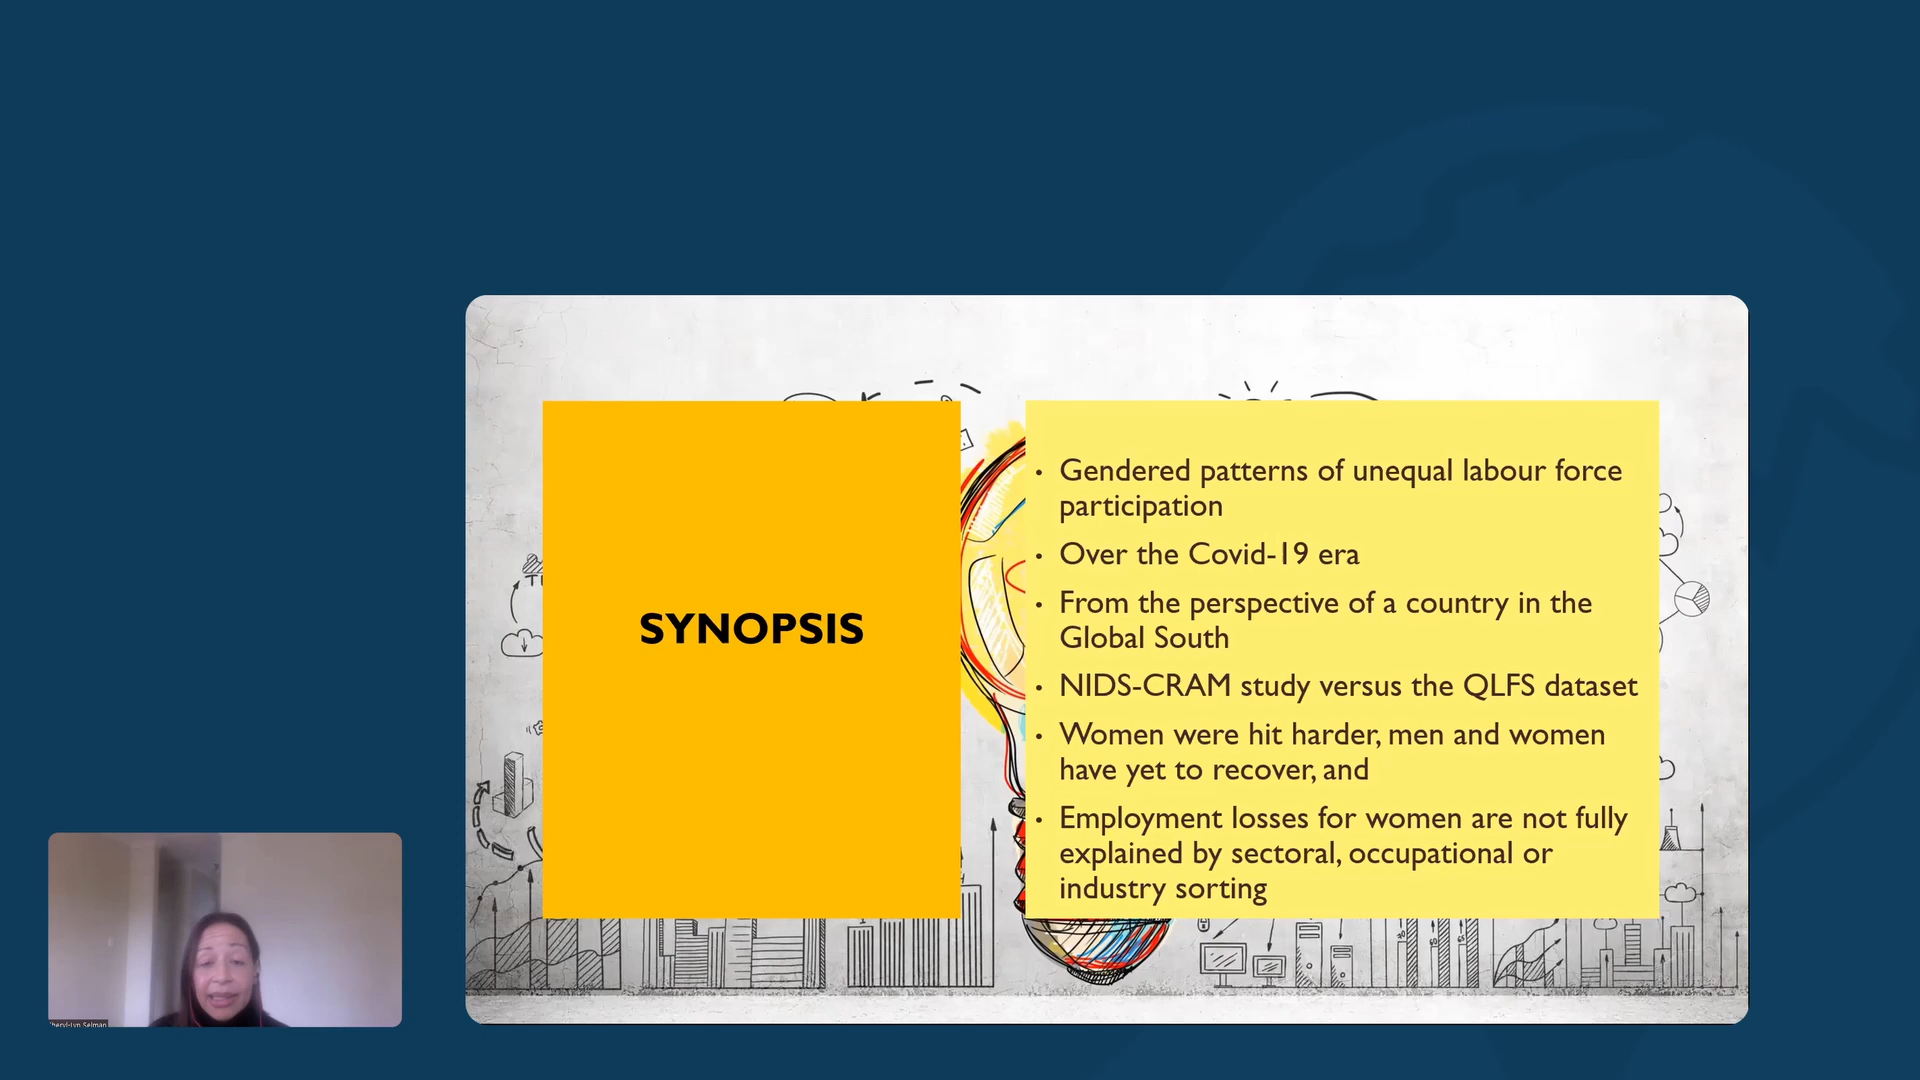 SYNOPSIS
• Gendered patterns of unequal labour force
participation
• Over the Covid-19 era
• From the perspective of a country in the
Global South
• NIDS-CRAM study versus the QLFS dataset
• Women were hit harder, men and women
have yet to recover, and
• Employment losses for women are not fully
explained by sectoral, occupational or
industry sorting
Selman